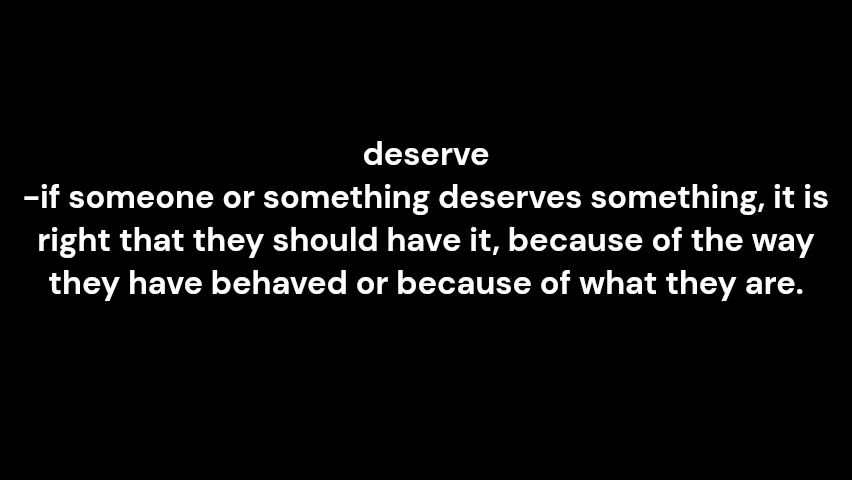 deserve
-if someone or something deserves something, it is
right that they should have it, because of the way
they have behaved or because of what they are.